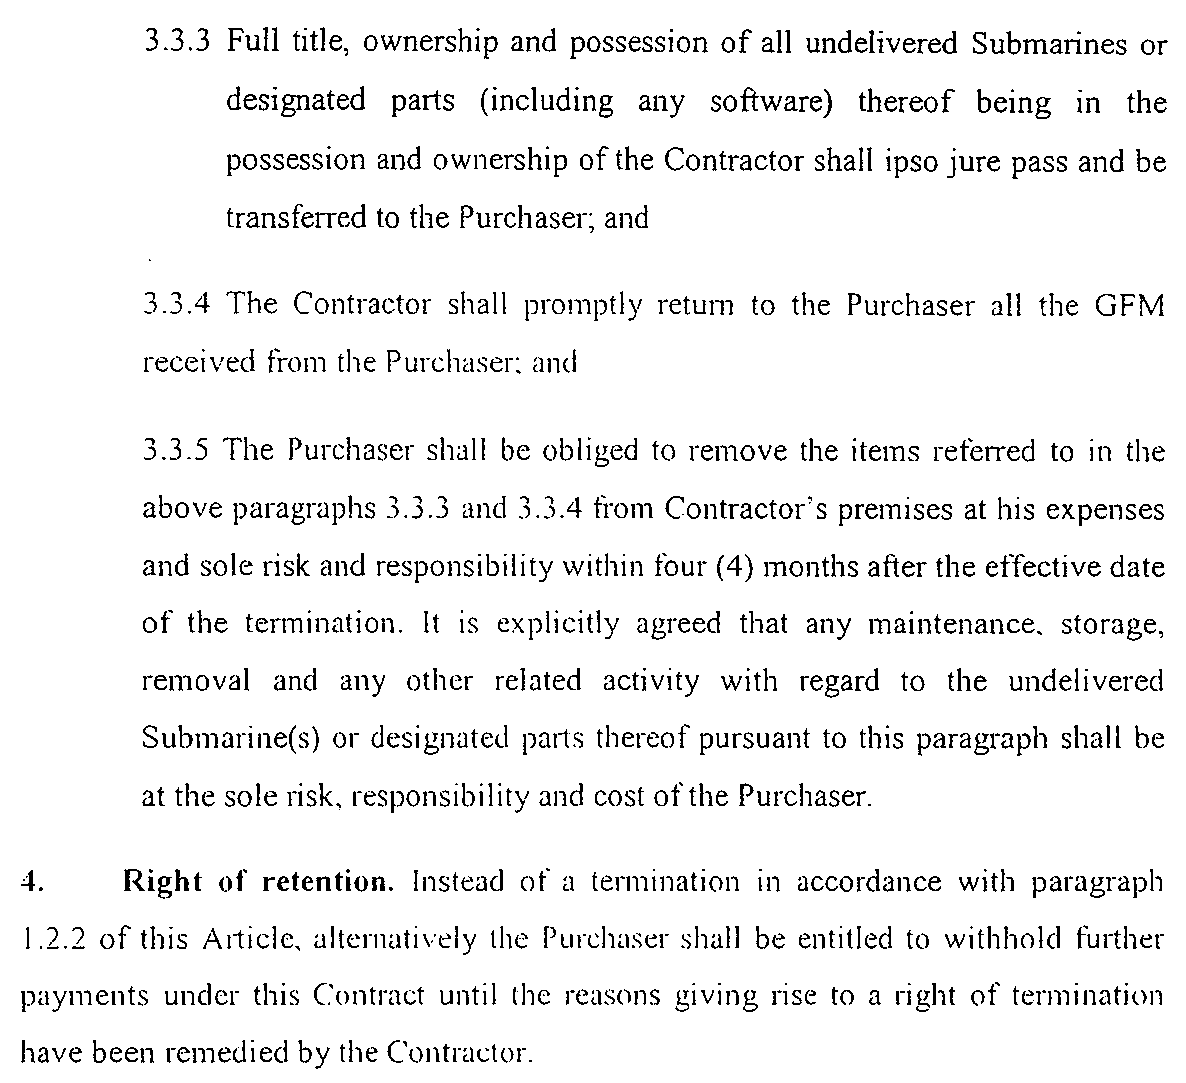 3.3.3 Full title, ownership and possession of all undelivered Submarines or
designated parts (including any software) thereof being in the
possession and ownership of the Contractor shall ipso jure pass and be
transferred to the Purchaser; and
3.3.4 The Contractor shall promptly return to the Purchaser all the GFM
received from the Purchaser; and
3.3.5 The Purchaser shall be obliged to remove the items referred to in the
above paragraphs 3.3.3 and 3.3.4 from Contractor's premises at his expenses
and sole risk and responsibility within four (4) months after the effective date
of the termination. It is explicitly agreed that any maintenance, storage,
removal and any other related activity with regard to the undelivered
Submarine(s) or designated parts thereof pursuant to this paragraph shall be
at the sole risk, responsibility and cost of the Purchaser.
4. Right of retention. Instead of a termination in accordance with paragraph
1.2.2 of this Article, alternatively the Purchaser shall be entitled to withhold further
payments under this Contract until the reasons giving rise to a right of termination
have been remedied by the Contractor.